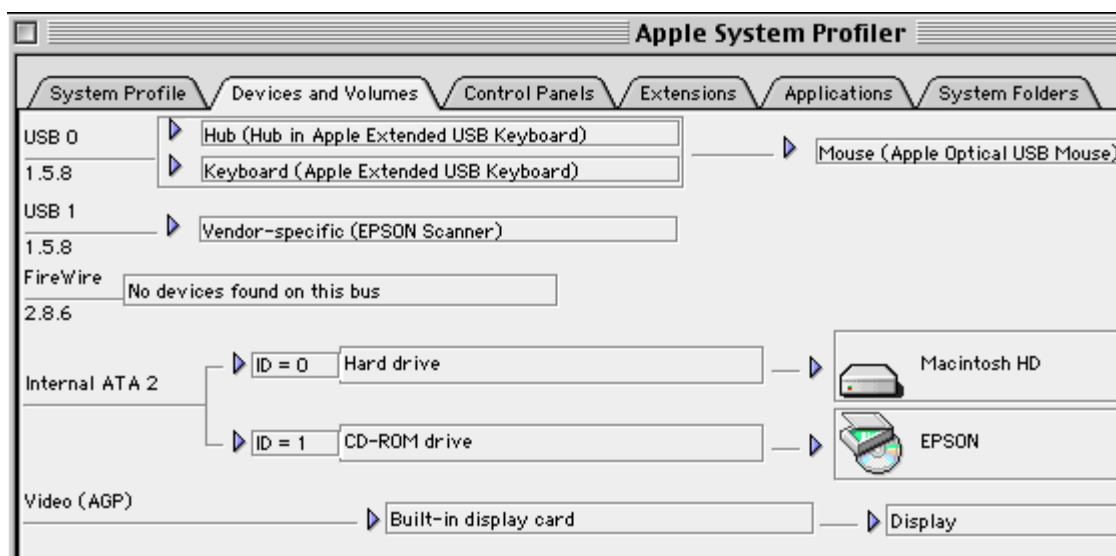 Apple System Profiler
System Profile
Devices and Volumes
Control Panels
Extensions
Applications
System Folders
USB 0
1.5.8
Hub (Hub in Apple Extended USB Keyboard)
Keyboard (Apple Extended USB Keyboard)
Mouse (Apple Optical USB Mouse)
USB 1
1.5.8
Vendor-specific (EPSON Scanner)
FireWire
2.8.6
No devices found on this bus
Internal ATA 2
ID = 0
Hard drive
Macintosh HD
ID = 1
CD-ROM drive
EPSON
Video (AGP)
Built-in display card
Display